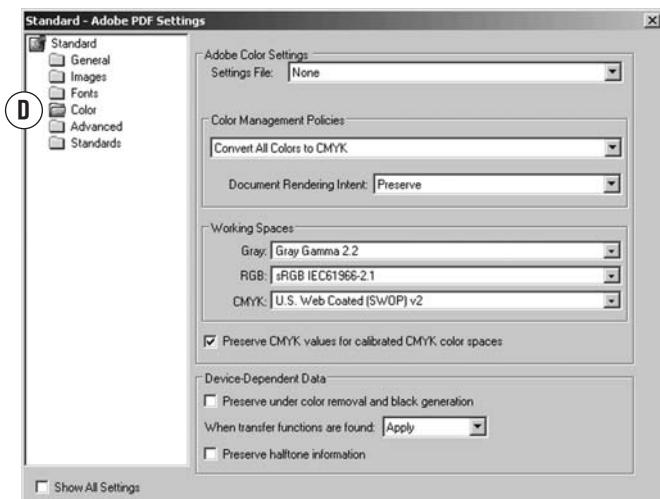 Standard - Adobe PDF Settings
Standard
General
Images
Fonts
D
Color
Advanced
Standards
Show All Settings
Adobe Color Settings
Settings File: None
Color Management Policies
Convert All Colors to CMYK
Document Rendering Intent: Preserve
Working Spaces
Gray: Gray Gamma 2.2
RGB: sRGB IEC61966-2.1
CMYK: U.S. Web Coated (SWOP) v2
Preserve CMYK values for calibrated CMYK color spaces
Device-Dependent Data
Preserve under color removal and black generation
When transfer functions are found: Apply
Preserve halftone information